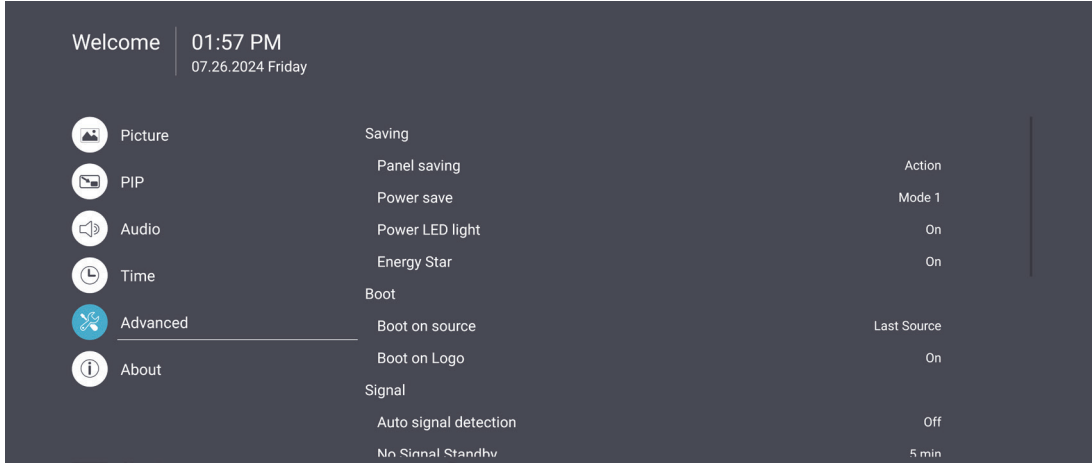 Welcome
01:57 PM
07.26.2024 Friday
Picture
PIP
Audio
Time
Advanced
About
Saving
Panel saving Action
Power save Mode 1
Power LED light On
Energy Star On
Boot
Boot on source Last Source
Boot on Logo On
Signal
Auto signal detection Off
No Signal Standby 5 min